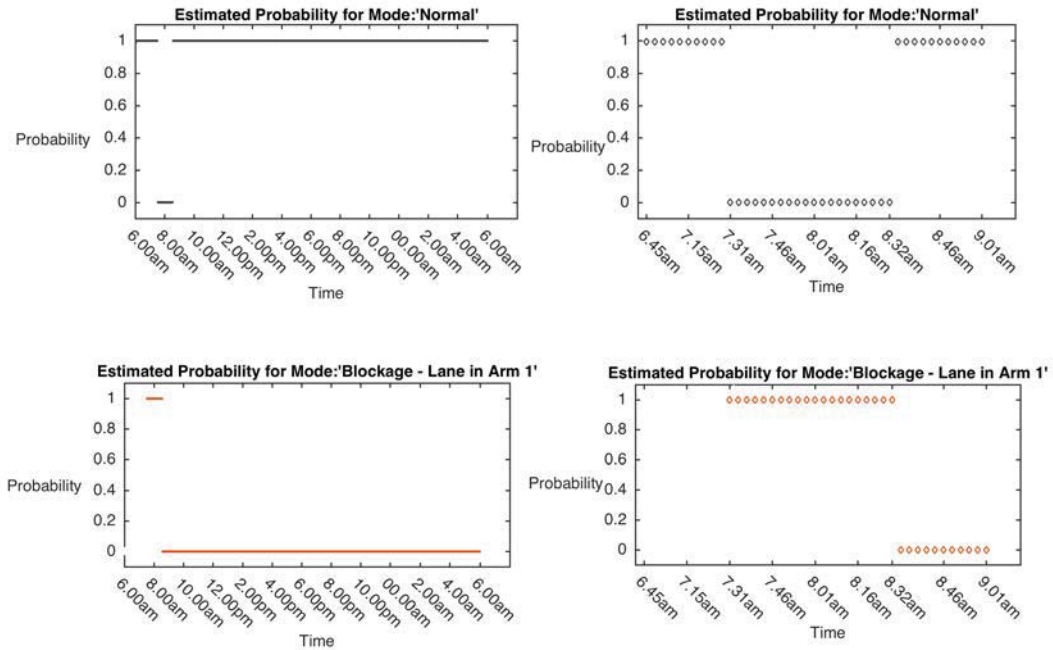 Estimated Probability for Mode:'Normal'
1
0.8
0.6
0.4
0.2
0
Probability
6.00am
8.00am
10.00am
12.00pm
2.00pm
4.00pm
6.00pm
8.00pm
10.00pm
00.00am
2.00am
4.00am
6.00am
Time
Estimated Probability for Mode:'Normal'
1
0.8
0.6
0.4
0.2
0
Probability
6.45am
7.15am
7.31am
7.46am
8.01am
8.16am
8.32am
8.46am
9.01am
Time
Estimated Probability for Mode:'Blockage - Lane in Arm 1'
1
0.8
0.6
0.4
0.2
0
Probability
6.00am
8.00am
10.00am
12.00pm
2.00pm
4.00pm
6.00pm
8.00pm
10.00pm
00.00am
2.00am
4.00am
6.00am
Time
Estimated Probability for Mode:'Blockage - Lane in Arm 1'
1
0.8
0.6
0.4
0.2
0
Probability
6.45am
7.15am
7.31am
7.46am
8.01am
8.16am
8.32am
8.46am
9.01am
Time